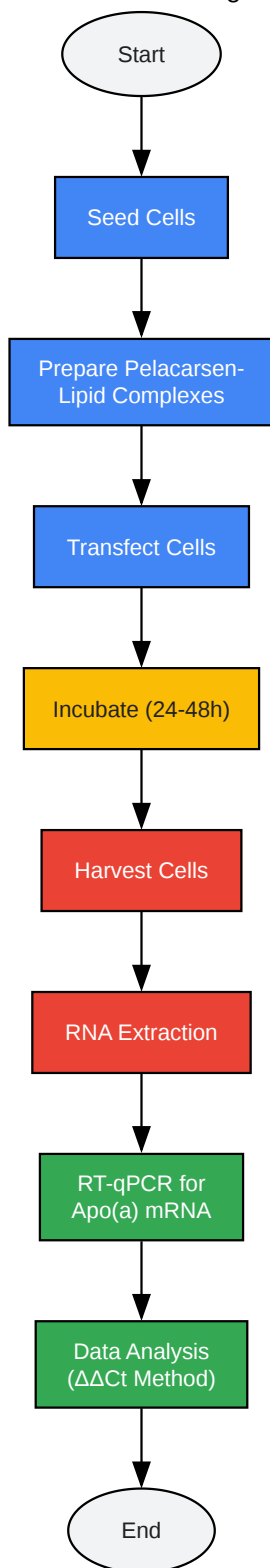 Start
Seed Cells
Prepare Pelacarsen-
Lipid Complexes
Transfect Cells
Incubate (24-48h)
Harvest Cells
RNA Extraction
RT-qPCR for
Apo(a) mRNA
Data Analysis
(ΔΔCt Method)
End